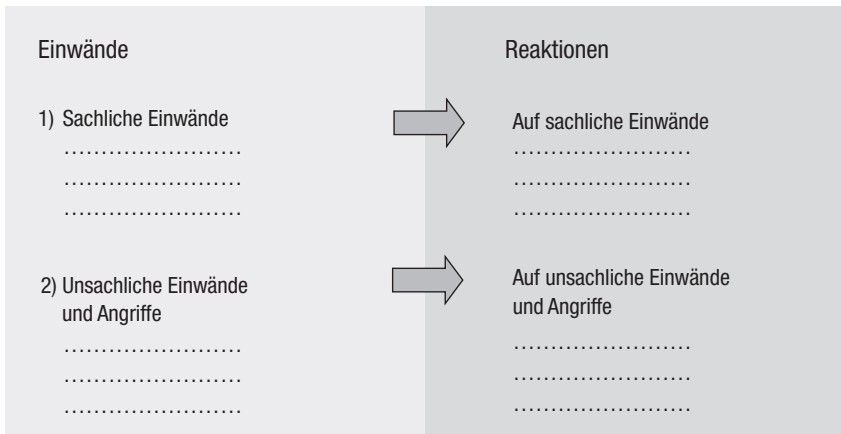 Einwände
1) Sachliche Einwände
........................
........................
........................
2) Unsachliche Einwände
und Angriffe
........................
........................
........................
Reaktionen
Auf sachliche Einwände
........................
........................
........................
Auf unsachliche Einwände
und Angriffe
........................
........................
........................